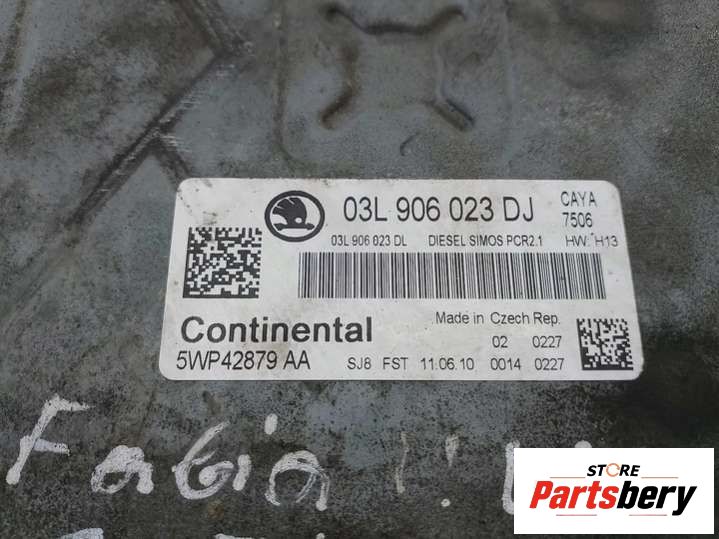 03L 906 023 DJ CAYA
7506
03L 906 023 DL DIESEL SIMOS PCR2.1 HW: H13
Continental Made in Czech Rep.
02 0227
5WP42879 AA SJ8 FST 11.06.10 0014 0227
Fabia
STORE
Partsbery